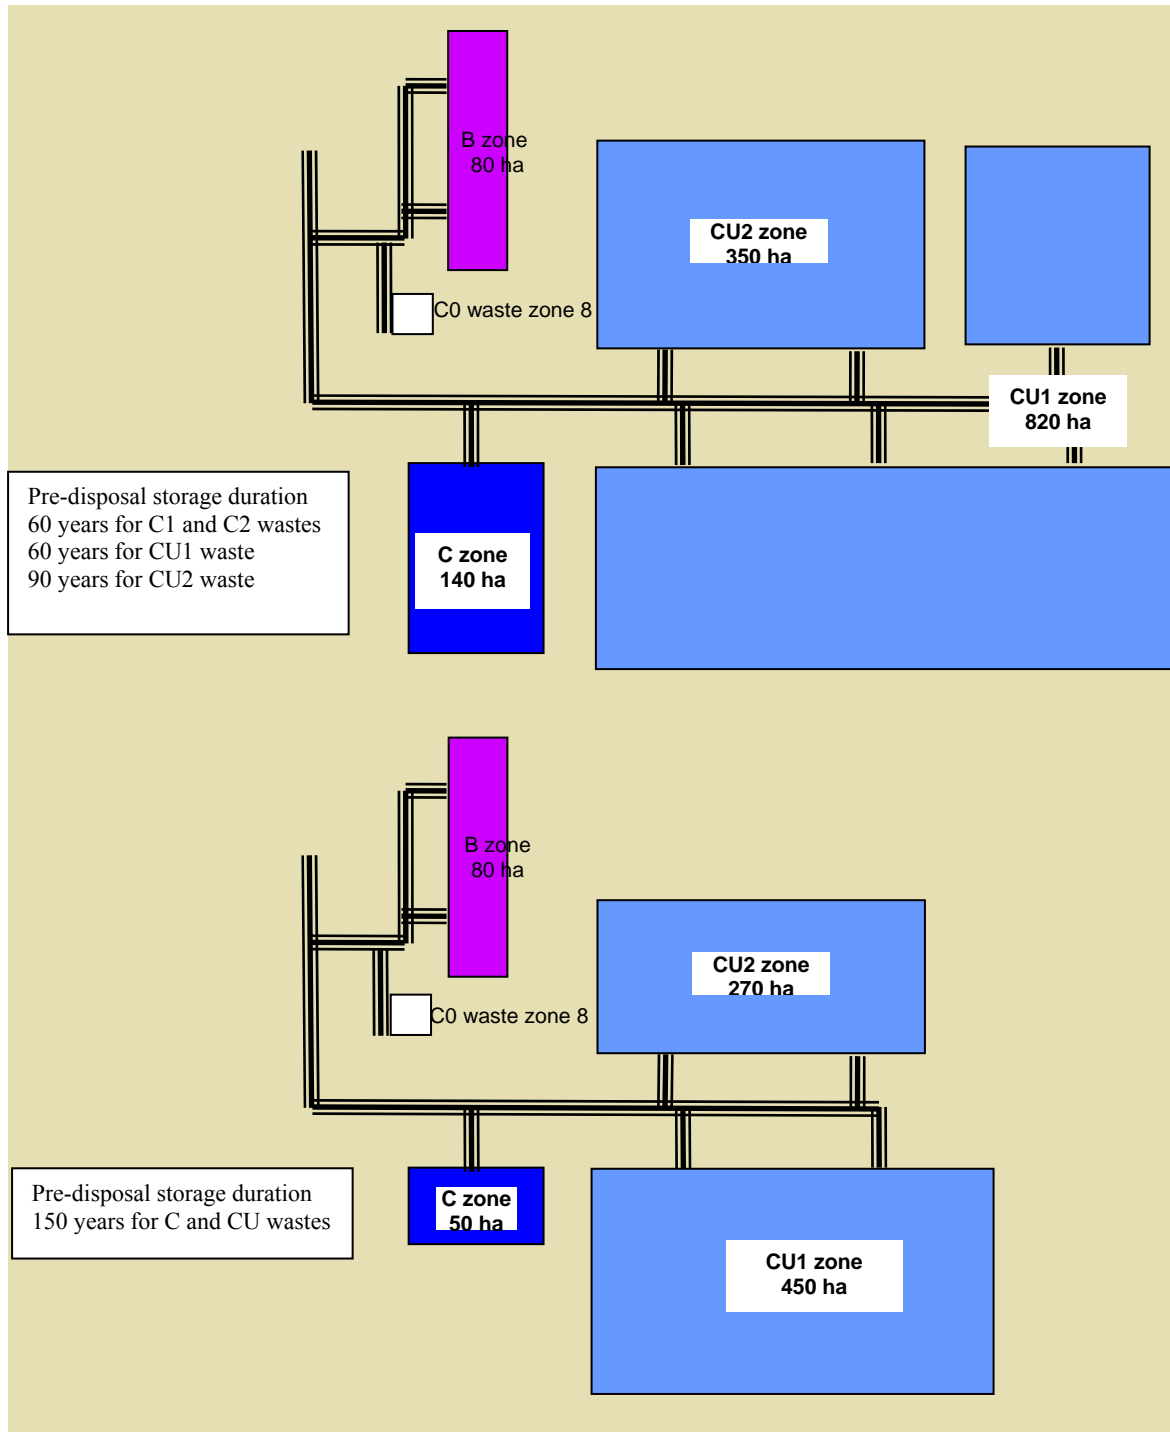 B zone
80 ha
CU2 zone
350 ha
C0 waste zone 8
CU1 zone
820 ha
Pre-disposal storage duration
60 years for C1 and C2 wastes
60 years for CU1 waste
90 years for CU2 waste
C zone
140 ha
B zone
80 ha
CU2 zone
270 ha
C0 waste zone 8
Pre-disposal storage duration
150 years for C and CU wastes
C zone
50 ha
CU1 zone
450 ha